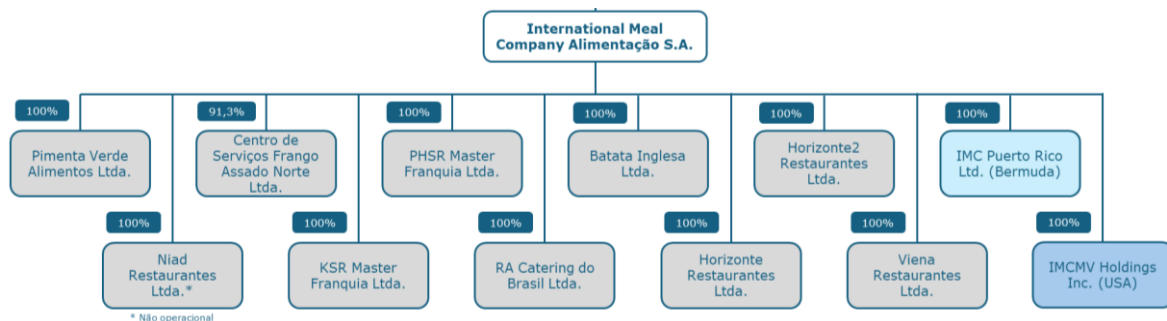 International Meal
Company Alimentação S.A.
100%
91,3%
100%
100%
100%
100%
Pimenta Verde
Alimentos Ltda.
Centro de
Serviços Frango
Assado Norte
Ltda.
PHSR Master
Franquia Ltda.
Batata Inglesa
Ltda.
Horizonte2
Restaurantes
Ltda.
IMC Puerto Rico
Ltd. (Bermuda)
100%
100%
100%
100%
100%
100%
Niad
Restaurantes
Ltda.*
KSR Master
Franquia Ltda.
RA Catering do
Brasil Ltda.
Horizonte
Restaurantes
Ltda.
Viena
Restaurantes
Ltda.
IMCMV Holdings
Inc. (USA)
* Não operacional